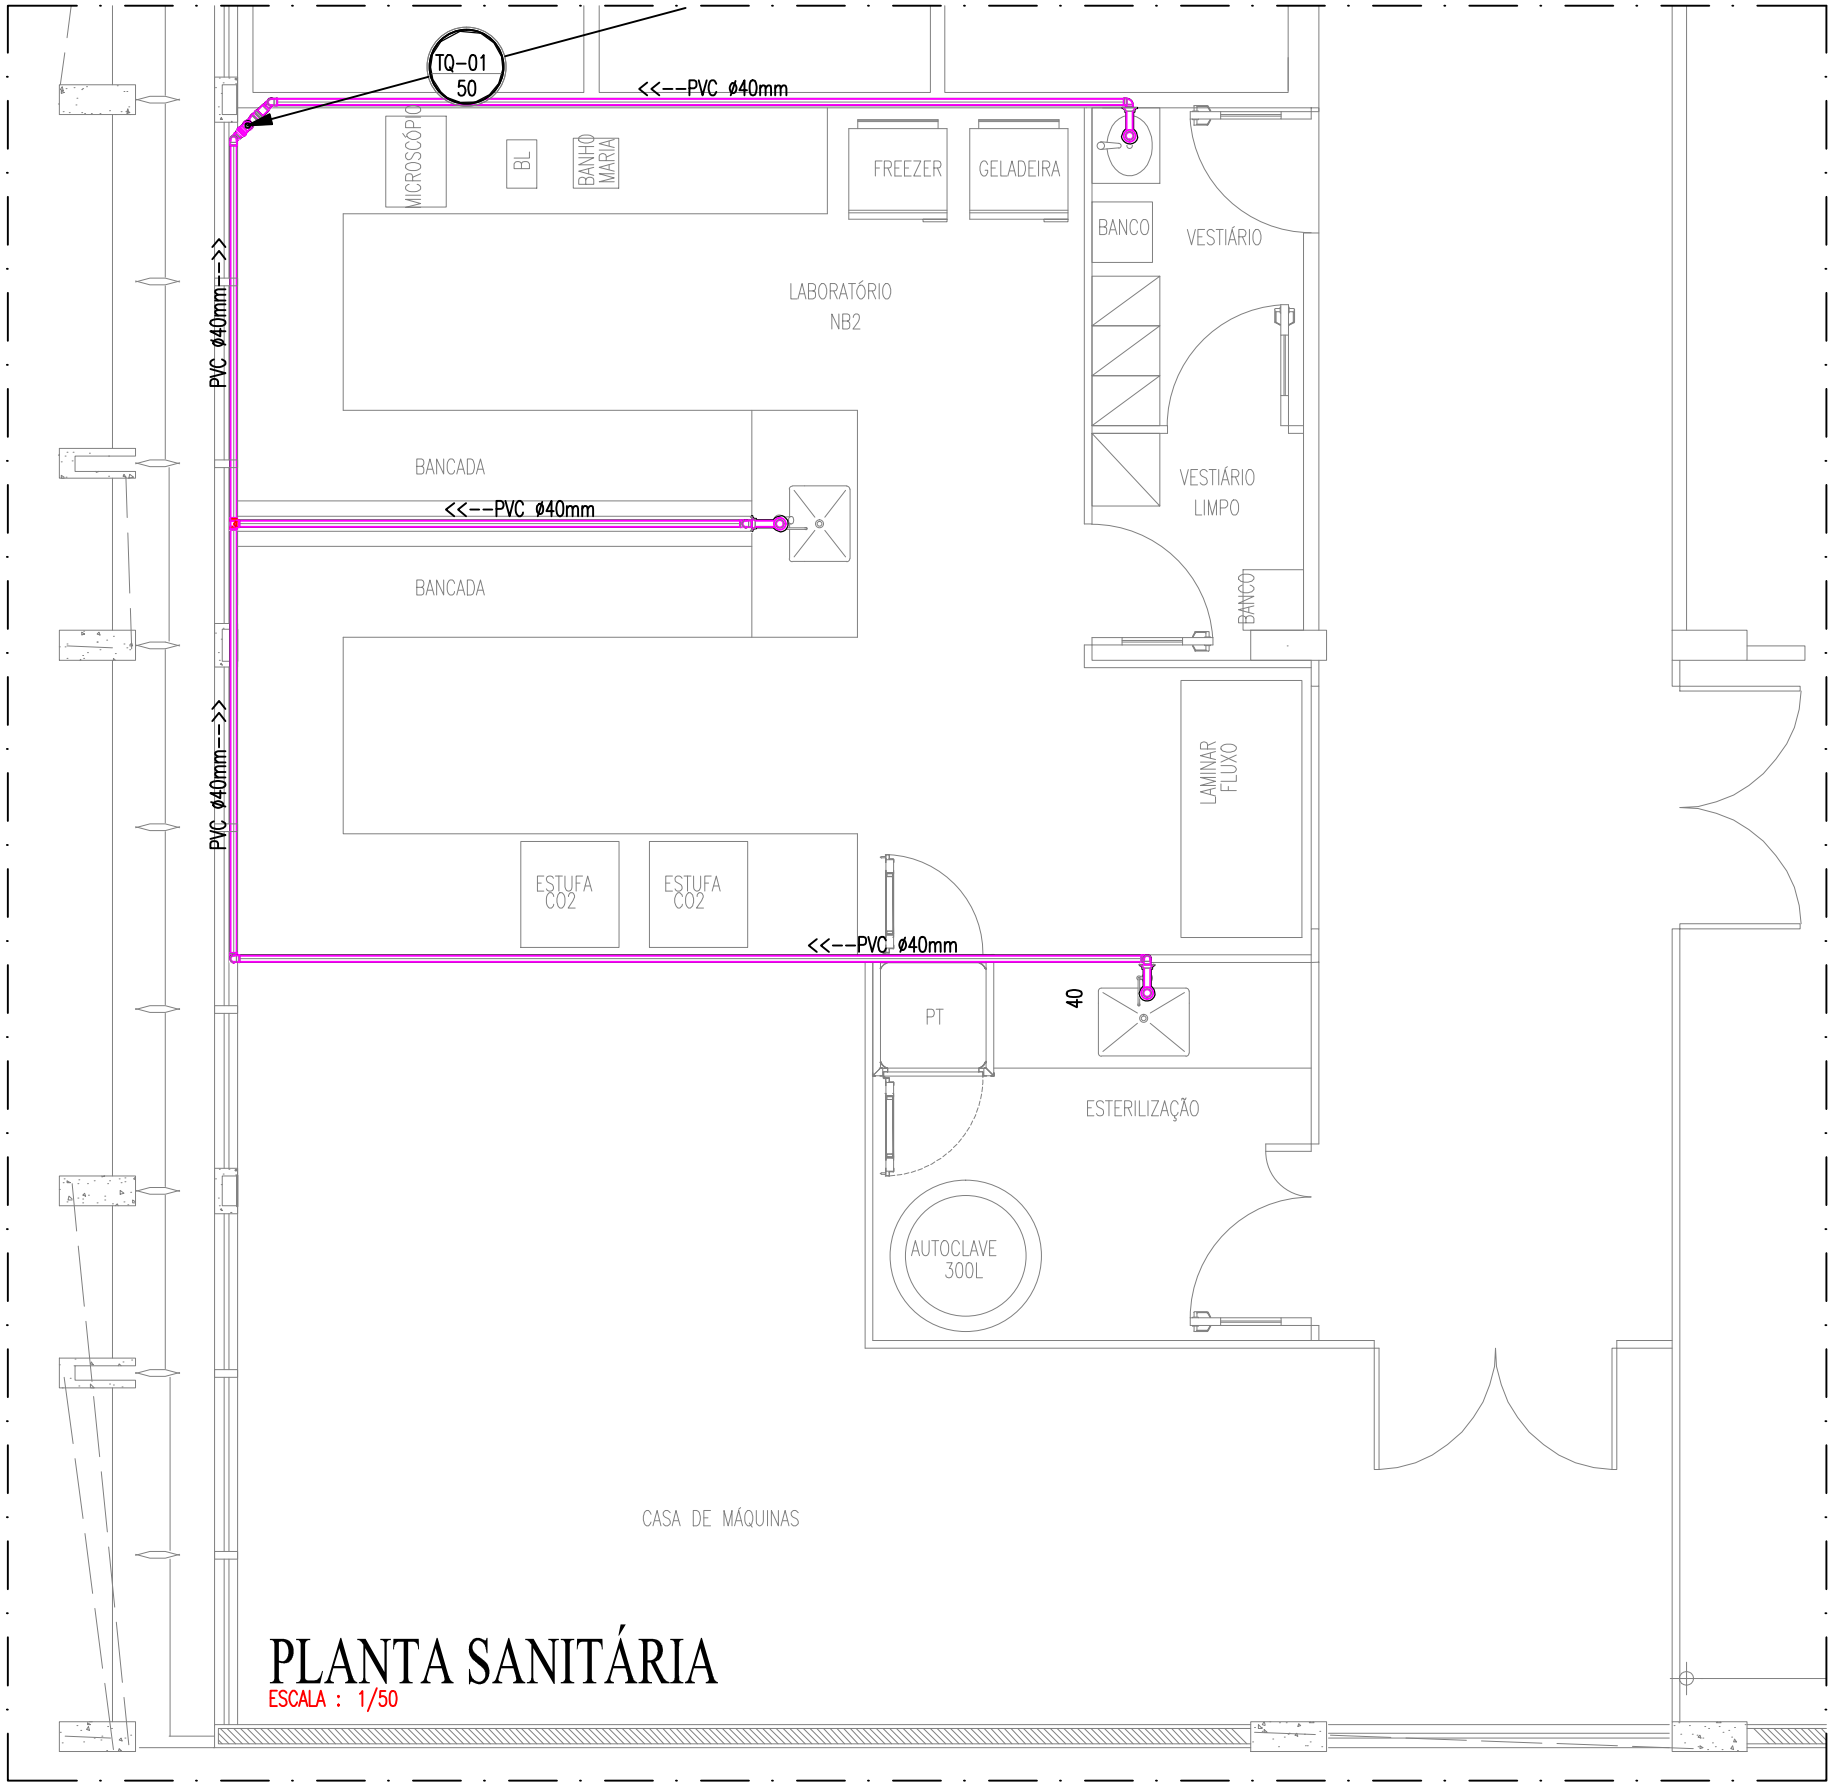 TQ-01
50
<<--PVC ø40mm
MICROSCÓPIO
BL
BANHO
MARIA
FREEZER
GELADEIRA
BANCO
VESTIÁRIO
PVC ø40mm-->>
LABORATÓRIO
NB2
BANCADA
VESTIÁRIO
LIMPO
<<--PVC ø40mm
BANCADA
BANCO
PVC ø40mm-->>
LAMINAR
FLUXO
ESTUFA
CO2
ESTUFA
CO2
<<--PVC ø40mm
40
PT
ESTERILIZAÇÃO
AUTOCLAVE
300L
CASA DE MÁQUINAS
PLANTA SANITÁRIA
ESCALA : 1/50